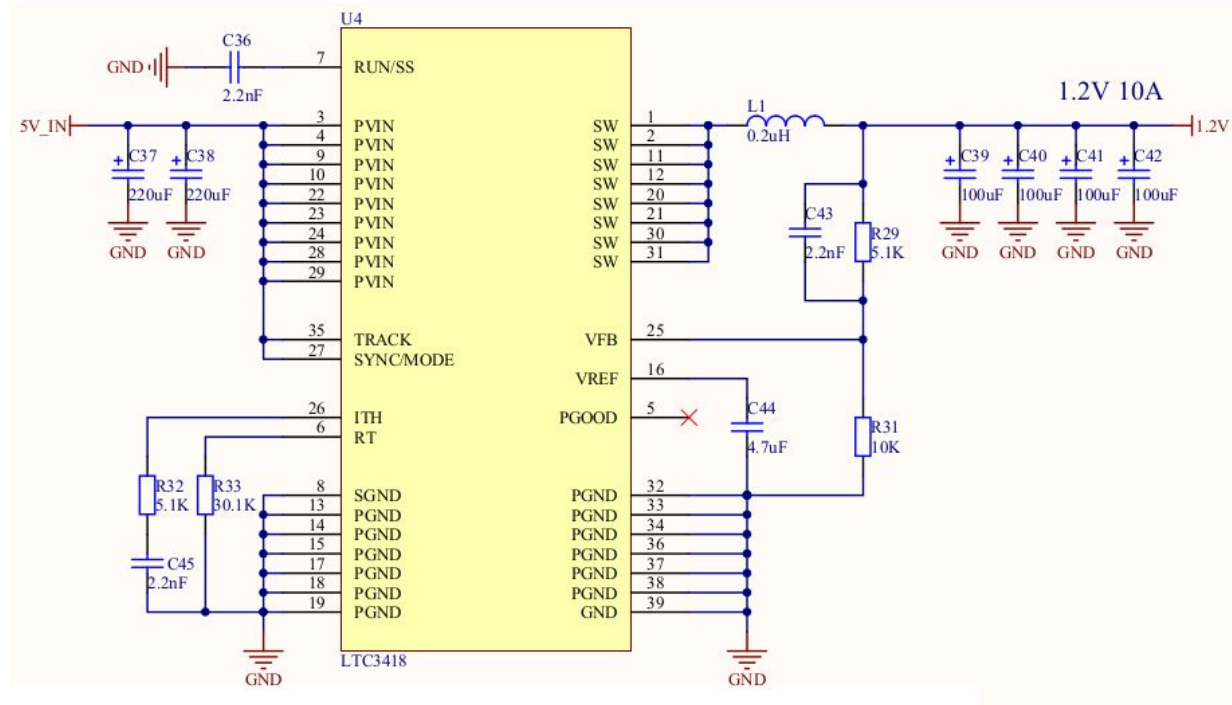 U4
C36
GND
2.2nF
7
RUN/SS
1.2V 10A
5V_IN
3
PVIN
4
PVIN
9
PVIN
10
PVIN
22
PVIN
23
PVIN
24
PVIN
28
PVIN
29
PVIN
C37
220uF
GND
C38
220uF
GND
SW
1
SW
2
SW
11
SW
12
SW
20
SW
21
SW
30
SW
31
L1
0.2uH
1.2V
C39
100uF
GND
C40
100uF
GND
C41
100uF
GND
C42
100uF
GND
C43
2.2nF
R29
5.1K
35
TRACK
27
SYNC/MODE
VFB
25
VREF
16
PGOOD
5
C44
4.7uF
R31
10K
26
ITH
6
RT
R32
5.1K
R33
30.1K
C45
2.2nF
8
SGND
13
PGND
14
PGND
15
PGND
17
PGND
18
PGND
19
PGND
PGND
32
PGND
33
PGND
34
PGND
36
PGND
37
PGND
38
GND
39
LTC3418
GND
GND